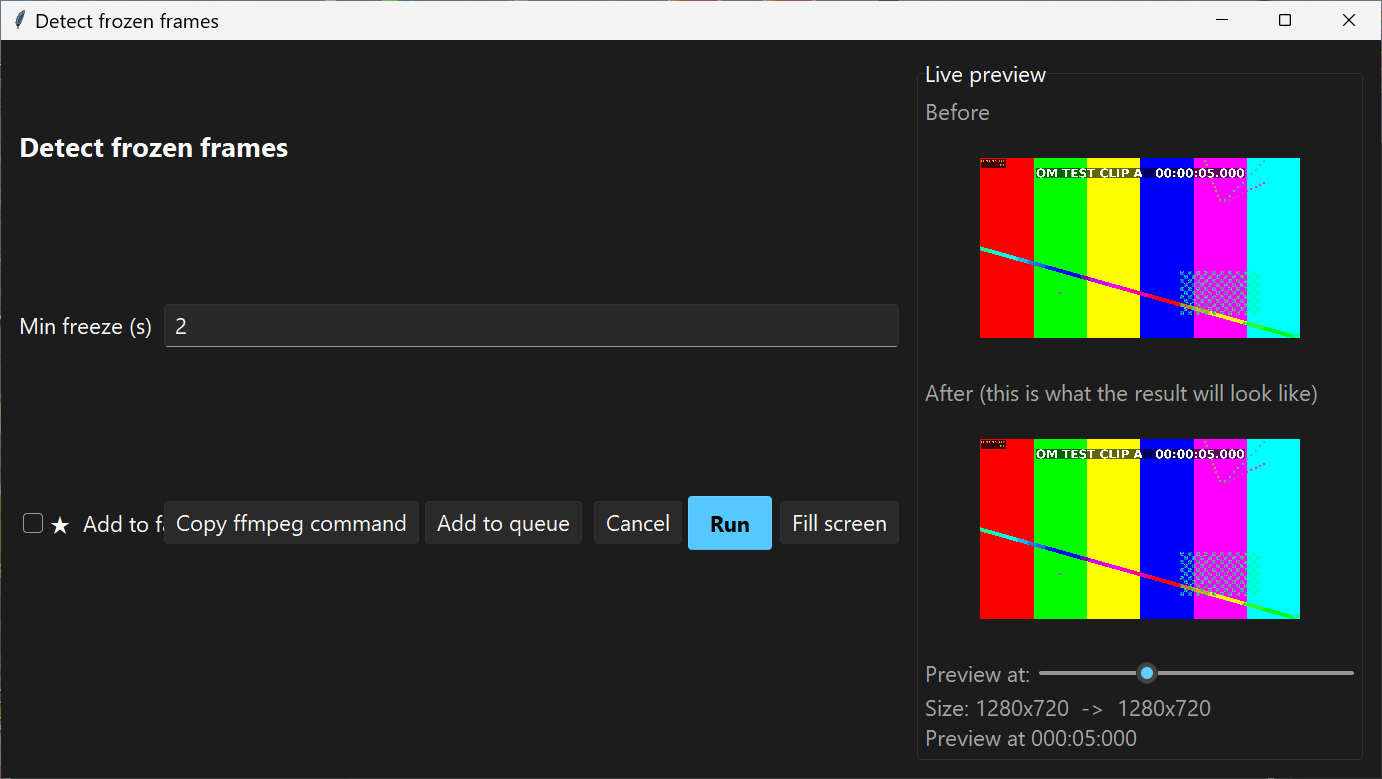 Detect frozen frames
Live preview
Before
Detect frozen frames
OM TEST CLIP A 00:00:05.000
Min freeze (s) 2
After (this is what the result will look like)
OM TEST CLIP A 00:00:05.000
★ Add to fa Copy ffmpeg command Add to queue Cancel Run Fill screen
Preview at:
Size: 1280x720 -> 1280x720
Preview at 000:05:000